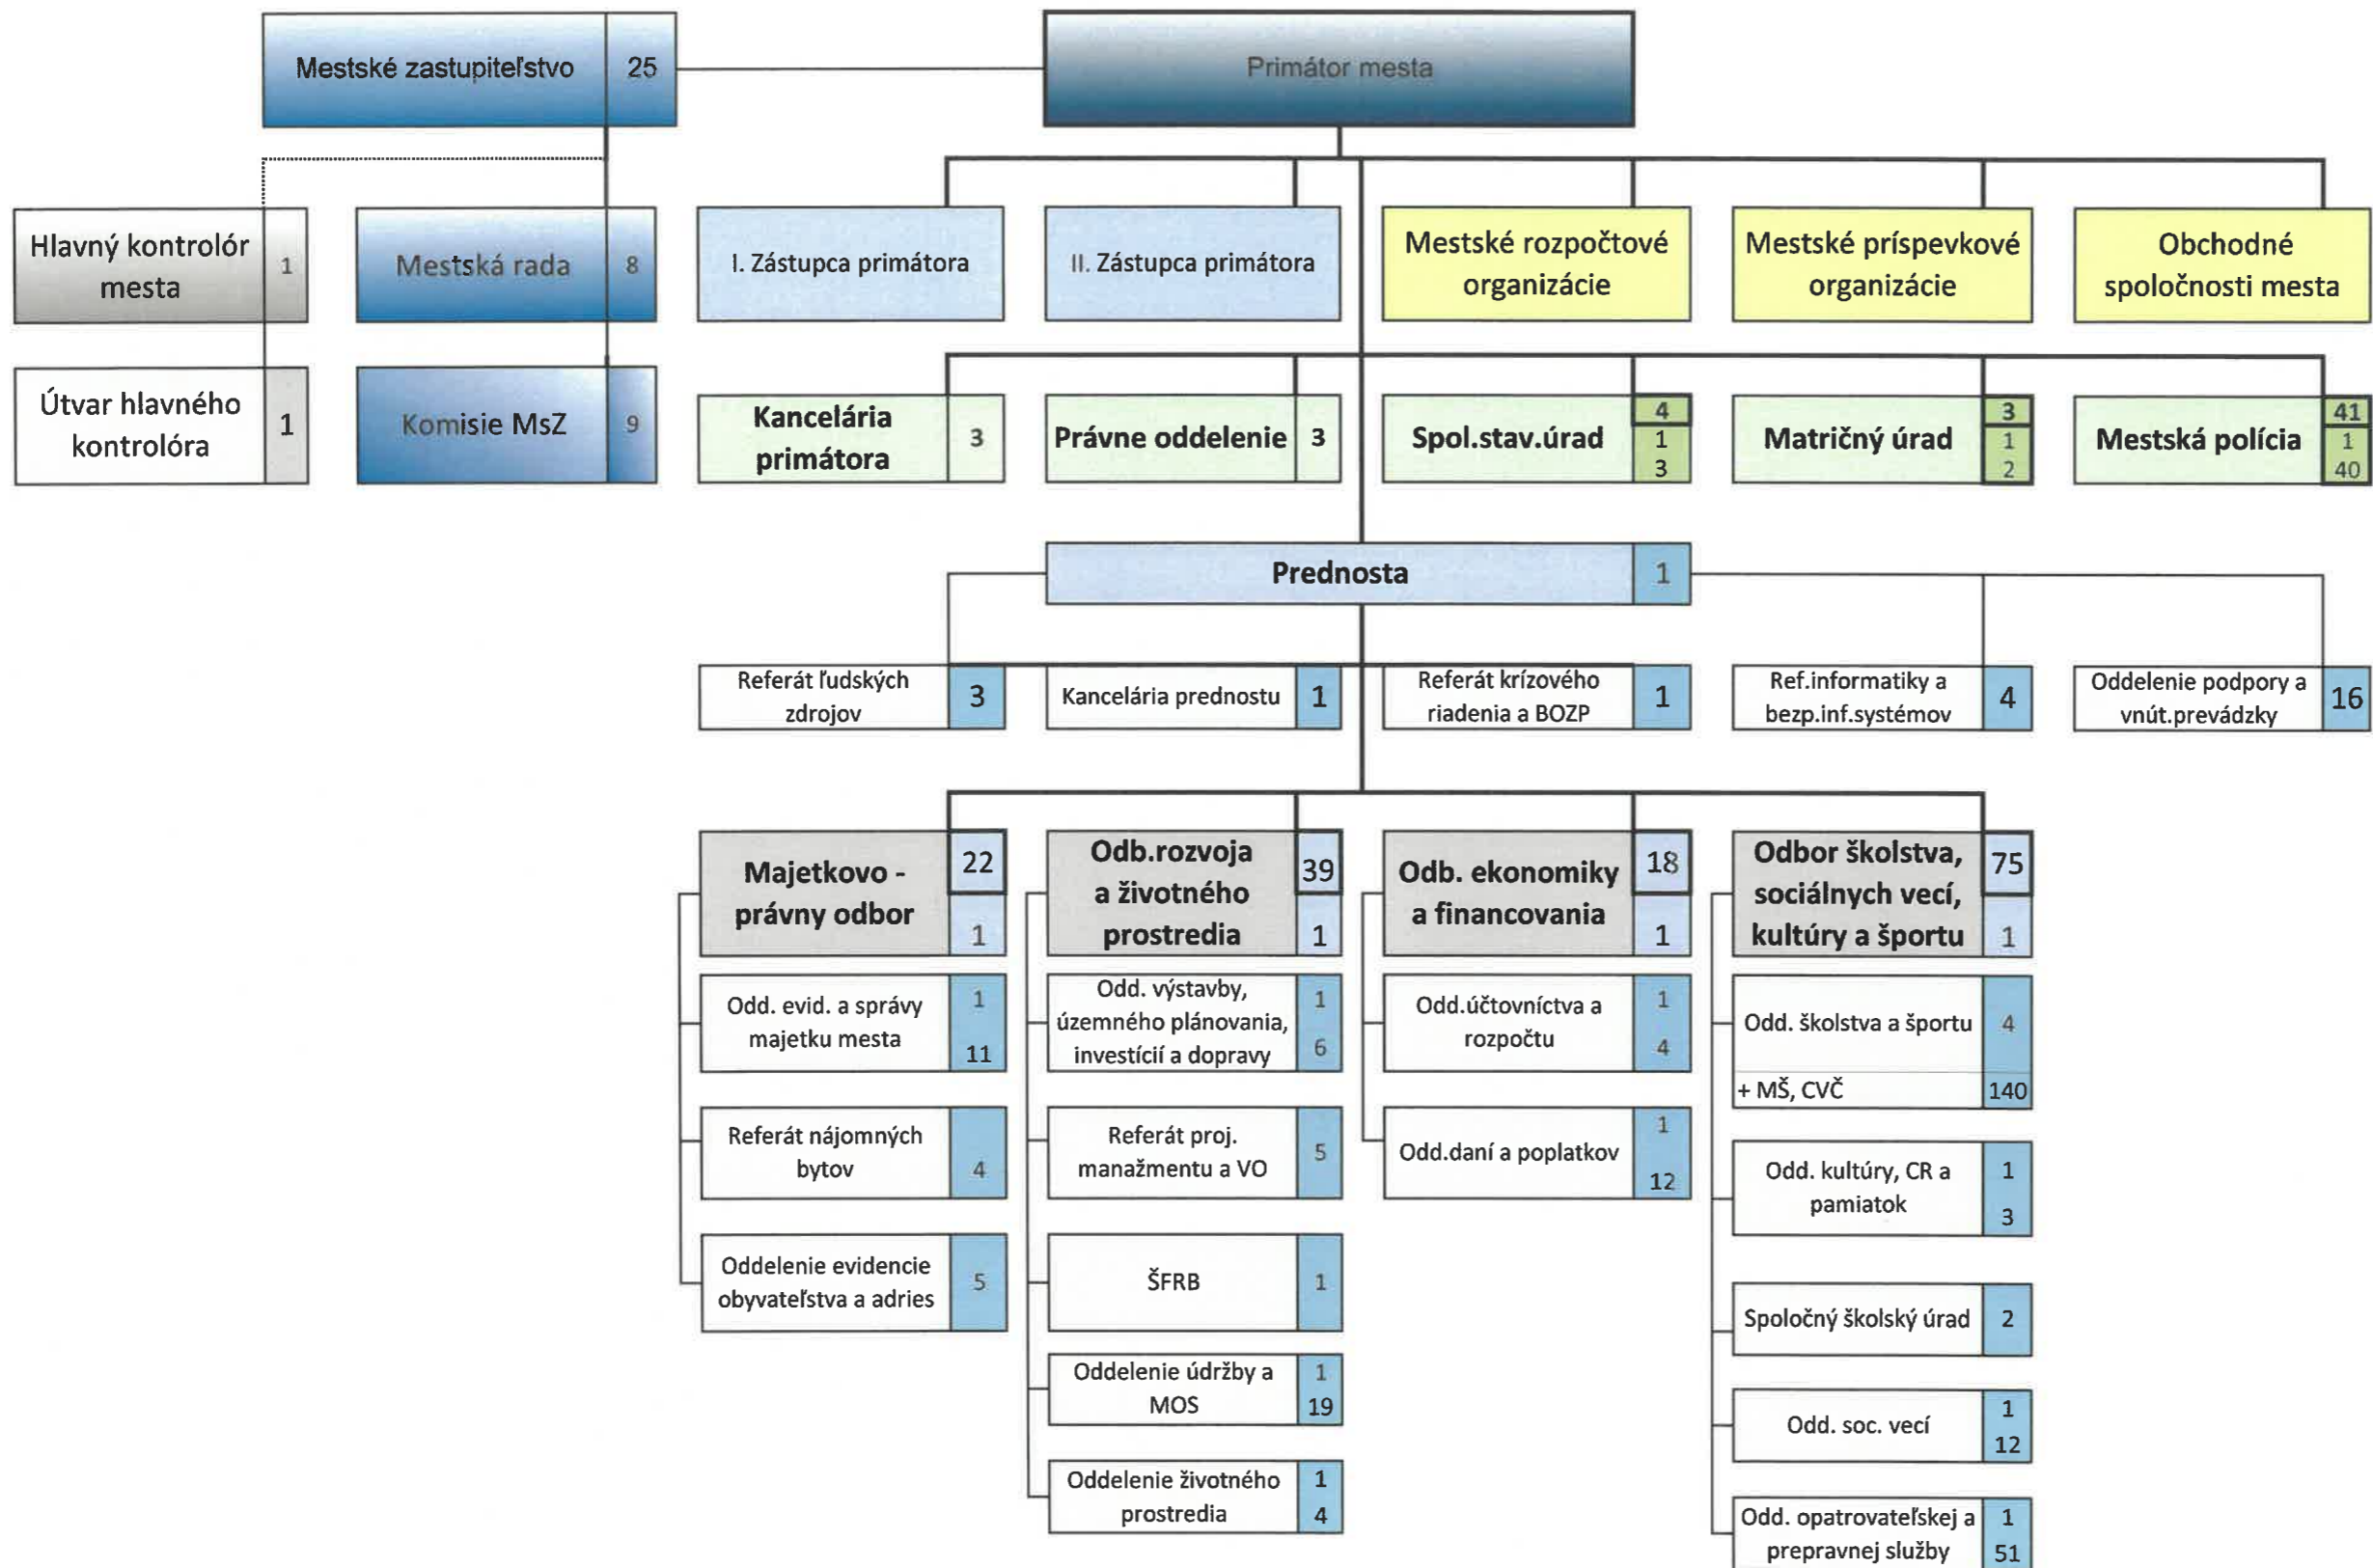 Mestské zastupiteľstvo 25
Primátor mesta
Hlavný kontrolór
mesta
1
Mestská rada 8
I. Zástupca primátora
II. Zástupca primátora
Mestské rozpočtové
organizácie
Mestské príspevkové
organizácie
Obchodné
spoločnosti mesta
Útvar hlavného
kontrolóra
1
Komisie MsZ 9
Kancelária
primátora
3
Právne oddelenie 3
Spol.stav.úrad
4
1
3
Matričný úrad
3
1
2
Mestská polícia
41
1
40
Prednosta 1
Referát ľudských
zdrojov
3
Kancelária prednostu 1
Referát krízového
riadenia a BOZP
1
Ref.informatiky a
bezp.inf.systémov
4
Oddelenie podpory a
vnút.prevádzky
16
Majetkovo -
právny odbor
22
1
Odd. evid. a správy
majetku mesta
1
11
Referát nájomných
bytov
4
Oddelenie evidencie
obyvateľstva a adries
5
Odb.rozvoja
a životného
prostredia
39
1
Odd. výstavby,
územného plánovania,
investícií a dopravy
1
6
Referát proj.
manažmentu a VO
5
ŠFRB 1
Oddelenie údržby a
MOS
1
19
Oddelenie životného
prostredia
1
4
Odb. ekonomiky
a financovania
18
1
Odd.účtovníctva a
rozpočtu
1
4
Odd.daní a poplatkov
1
12
Odbor školstva,
sociálnych vecí,
kultúry a športu
75
1
Odd. školstva a športu 4
+ MŠ, CVČ 140
Odd. kultúry, CR a
pamiatok
1
3
Spoločný školský úrad 2
Odd. soc. vecí
1
12
Odd. opatrovateľskej a
prepravnej služby
1
51